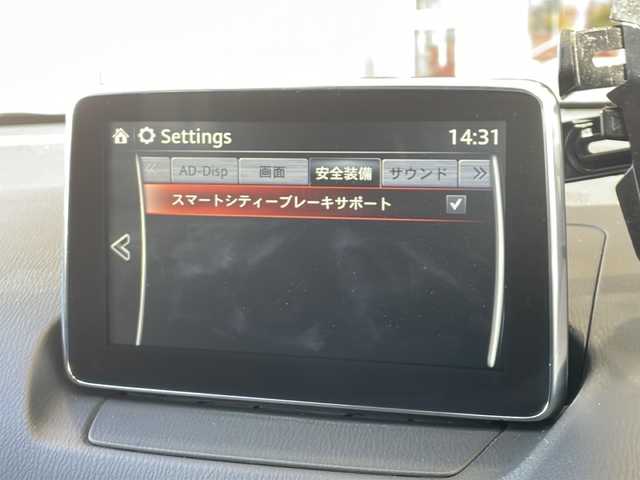 Settings 14:31
AD-Disp 画面 安全装備 サウンド
スマートシティーブレーキサポート